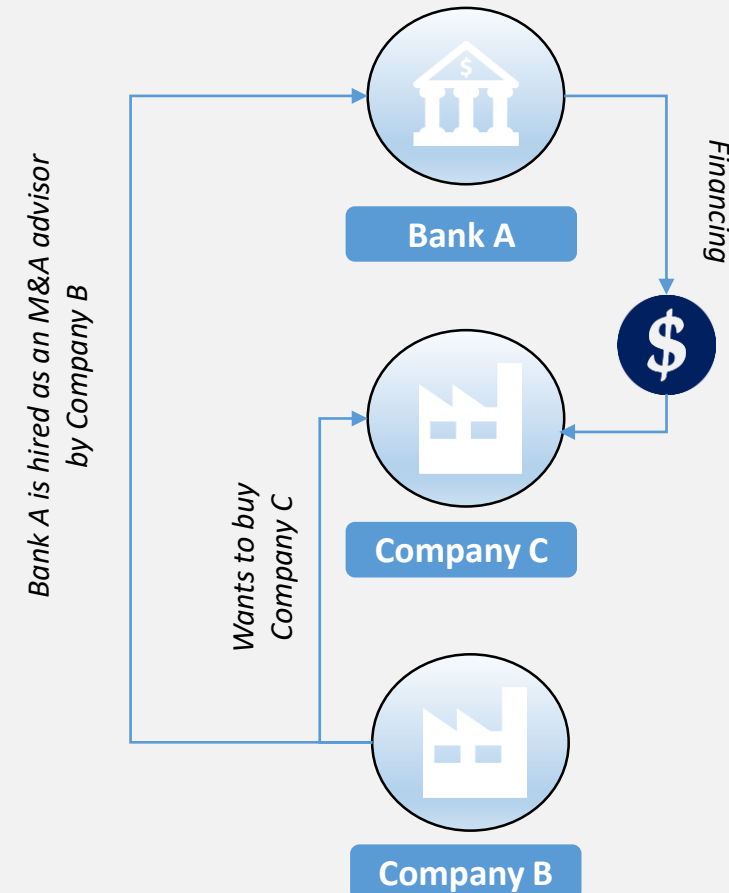 $
Bank A
Financing
$
Bank A is hired as an M&A advisor
by Company B
Company C
Wants to buy
Company C
Company B